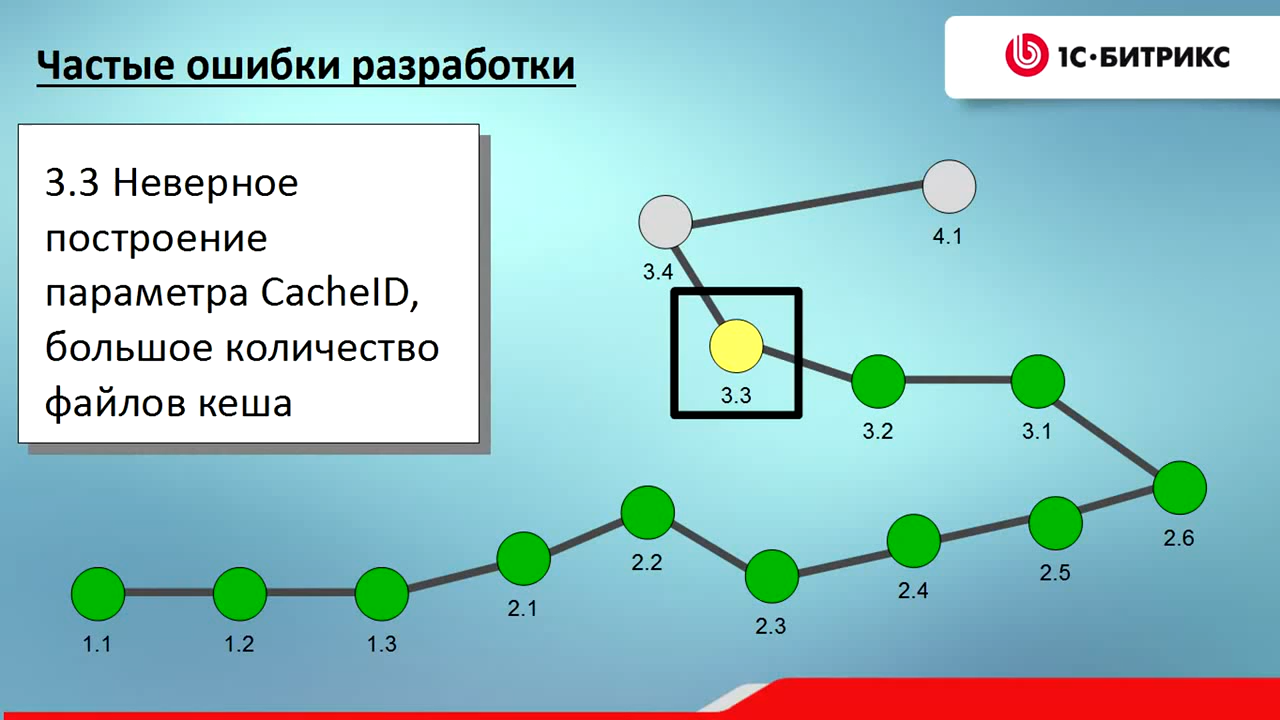 Частые ошибки разработки
1С·БИТРИКС
3.3 Неверное
построение
параметра CacheID,
большое количество
файлов кеша
4.1
3.4
3.3
3.2
3.1
2.6
2.2
2.5
2.4
2.1
2.3
1.1
1.2
1.3